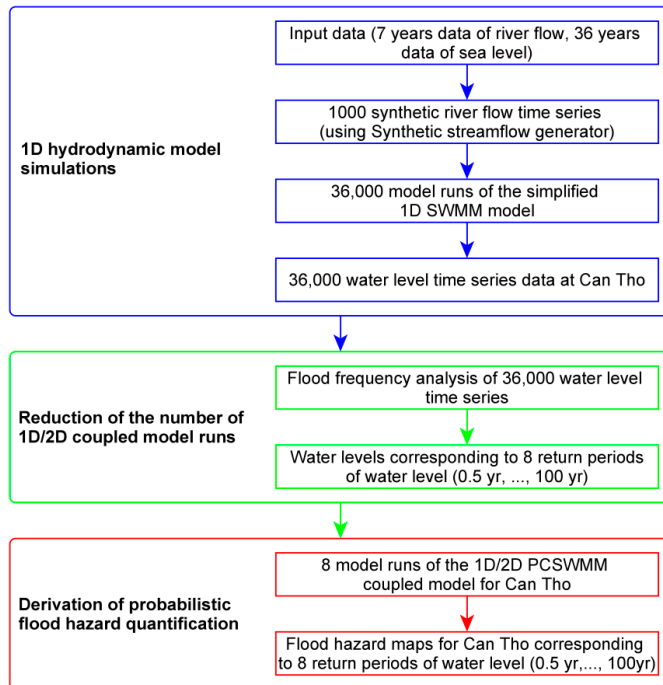 Input data (7 years data of river flow, 36 years
data of sea level)
1D hydrodynamic model
simulations
1000 synthetic river flow time series
(using Synthetic streamflow generator)
36,000 model runs of the simplified
1D SWMM model
36,000 water level time series data at Can Tho
Reduction of the number of
1D/2D coupled model runs
Flood frequency analysis of 36,000 water level
time series
Water levels corresponding to 8 return periods
of water level (0.5 yr, ..., 100 yr)
Derivation of probabilistic
flood hazard quantification
8 model runs of the 1D/2D PCSWMM
coupled model for Can Tho
Flood hazard maps for Can Tho corresponding
to 8 return periods of water level (0.5 yr,..., 100yr)